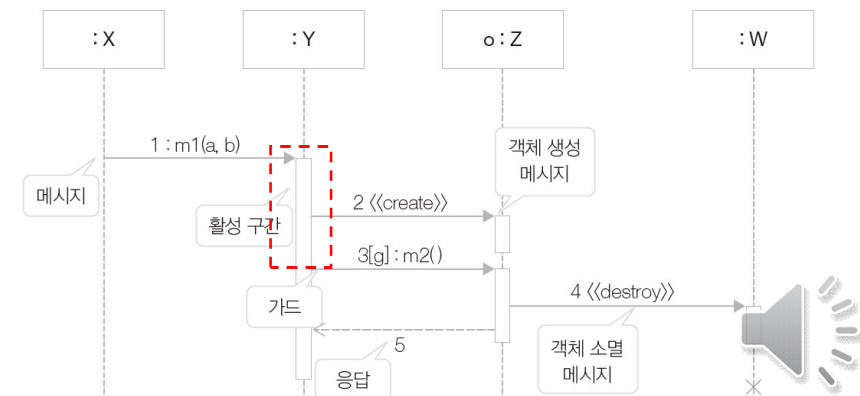 : X
: Y
o : Z
: W
1 : m1(a, b)
객체 생성
메시지
메시지
2 《create》
활성 구간
3[g] : m2()
4 《destroy》
가드
5
객체 소멸
메시지
응답